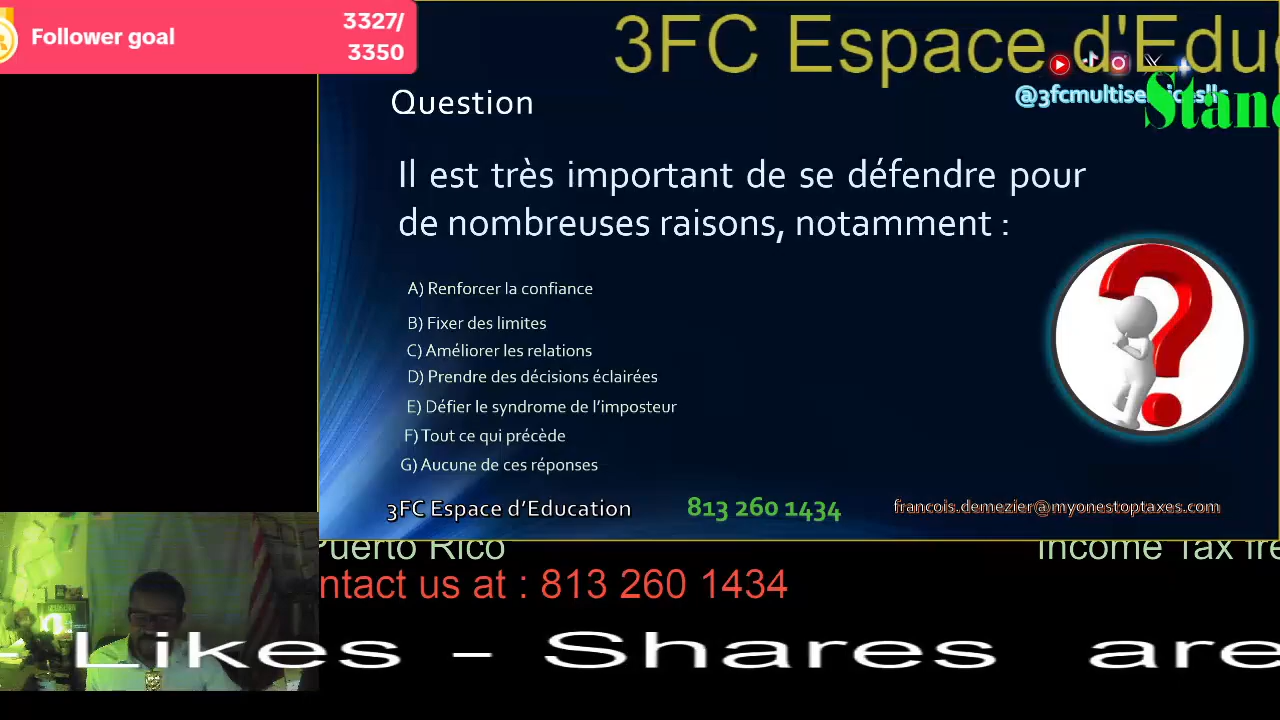 Follower goal
3327/
3350
3FC Espace d'Educ
@3fcmultiservicesllc
Stand
Question
Il est très important de se défendre pour
de nombreuses raisons, notamment :
A) Renforcer la confiance
B) Fixer des limites
C) Améliorer les relations
D) Prendre des décisions éclairées
E) Défier le syndrome de l'imposteur
F) Tout ce qui précède
G) Aucune de ces réponses
3FC Espace d'Education 813 260 1434 francois.demezier@myonestoptaxes.com
Puerto Rico Income Tax fre
ntact us at : 813 260 1434
- Likes - Shares are